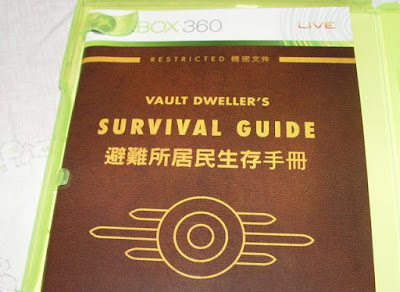 XBOX 360 LIVE
RESTRICTED 機密文件
VAULT DWELLER'S
SURVIVAL GUIDE
避難所居民生存手冊